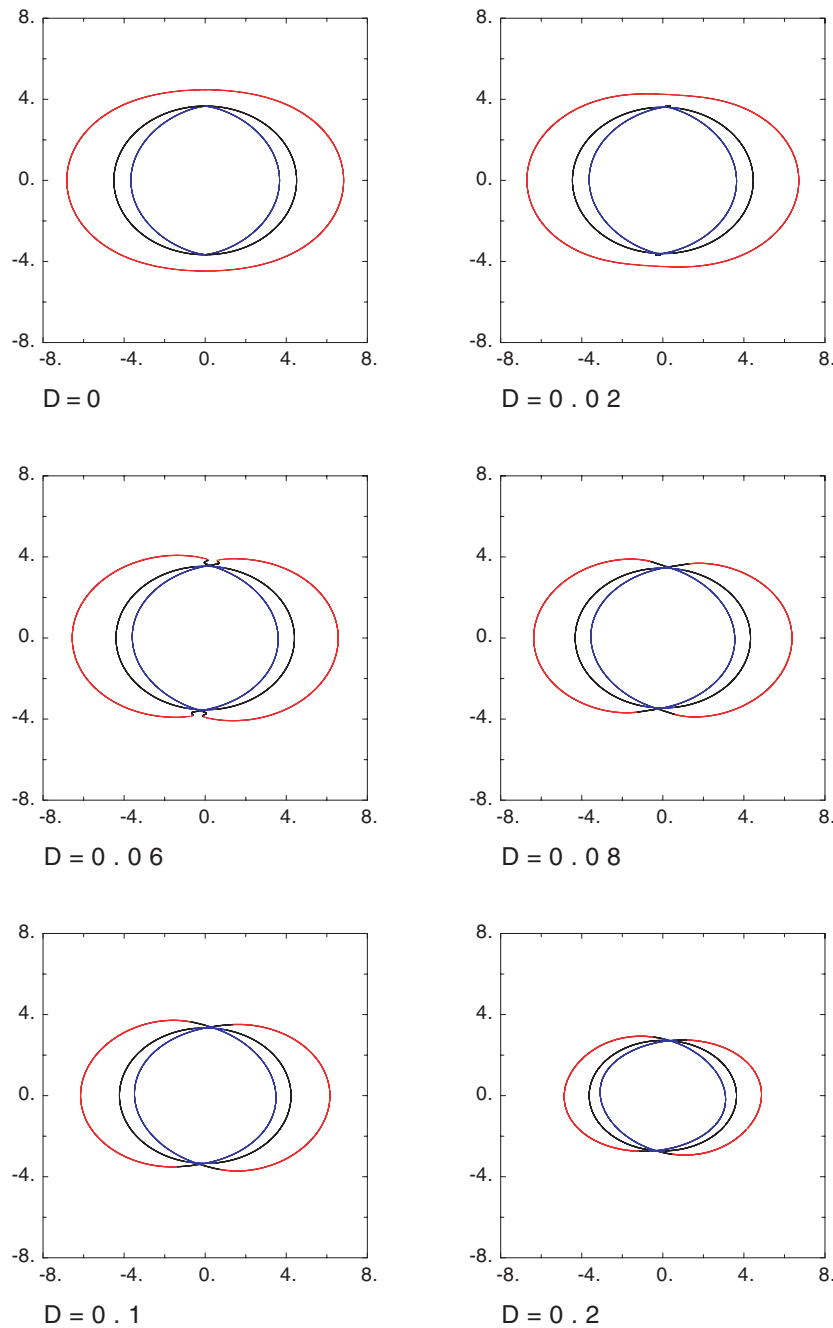 8. 8.
4. 4.
0. 0.
-4. -4.
-8. -8.
-8. -4. 0. 4. 8. -8. -4. 0. 4. 8.
D = 0 D = 0 . 0 2
8. 8.
4. 4.
0. 0.
-4. -4.
-8. -8.
-8. -4. 0. 4. 8. -8. -4. 0. 4. 8.
D = 0 . 0 6 D = 0 . 0 8
8. 8.
4. 4.
0. 0.
-4. -4.
-8. -8.
-8. -4. 0. 4. 8. -8. -4. 0. 4. 8.
D = 0 . 1 D = 0 . 2